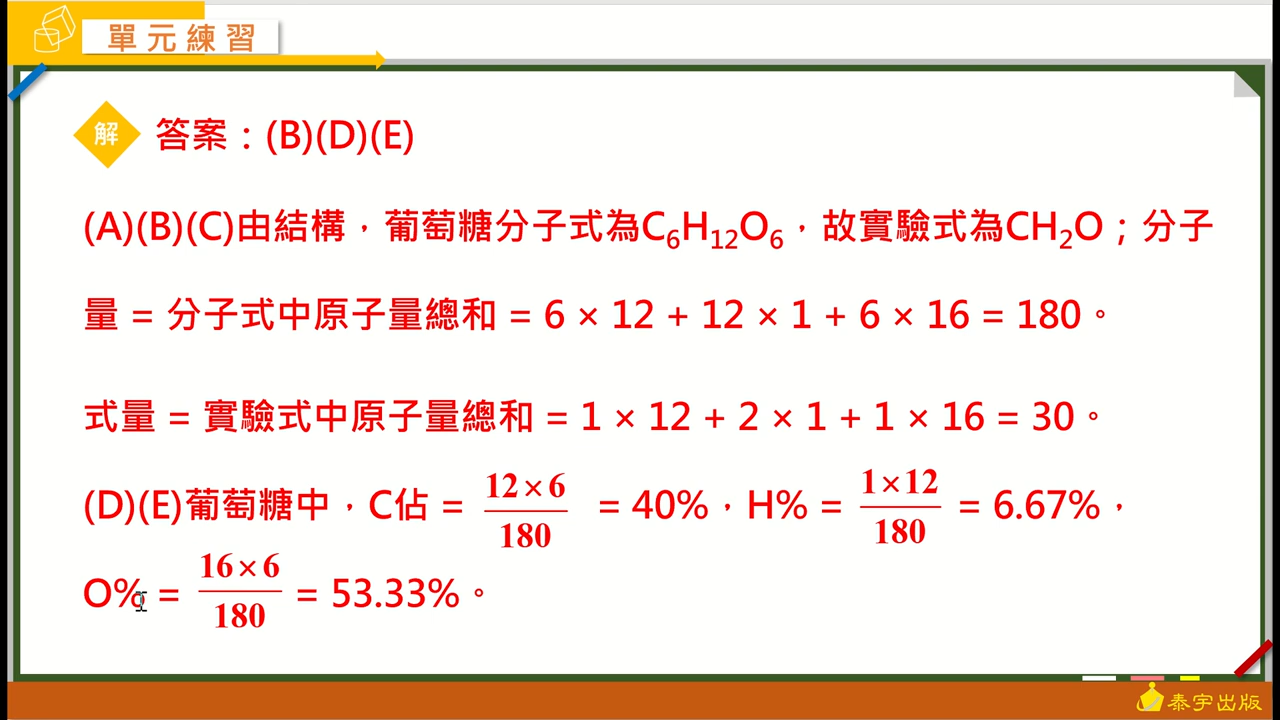 單元練習
解 答案：(B)(D)(E)
(A)(B)(C)由結構，葡萄糖分子式為C₆H₁₂O₆，故實驗式為CH₂O；分子
量 = 分子式中原子量總和 = 6 × 12 + 12 × 1 + 6 × 16 = 180。
式量 = 實驗式中原子量總和 = 1 × 12 + 2 × 1 + 1 × 16 = 30。
(D)(E)葡萄糖中，C佔 = 12×6/180 = 40%，H% = 1×12/180 = 6.67%，
O% = 16×6/180 = 53.33%。
泰宇出版